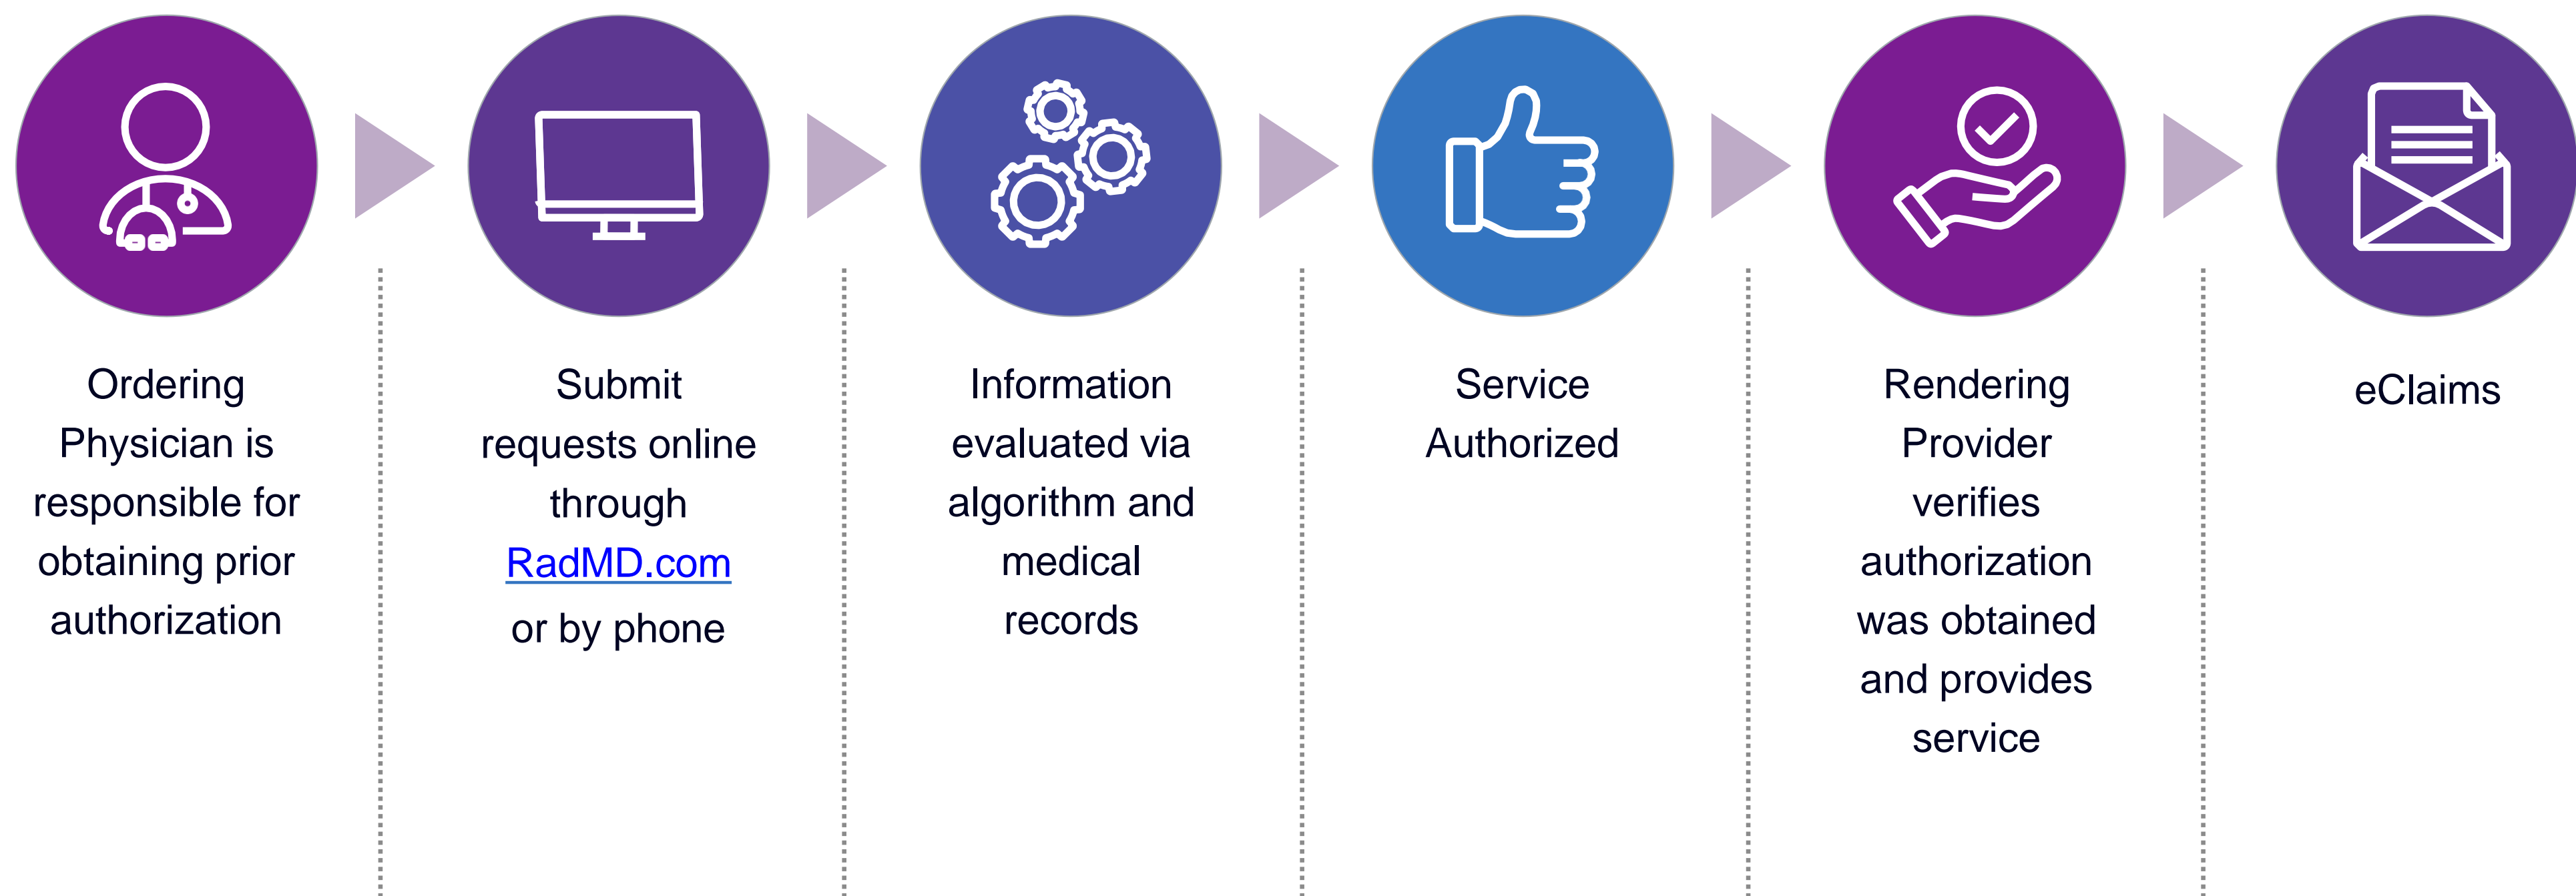 Ordering
Physician is
responsible for
obtaining prior
authorization
Submit
requests online
through
RadMD.com
or by phone
Information
evaluated via
algorithm and
medical
records
Service
Authorized
Rendering
Provider
verifies
authorization
was obtained
and provides
service
eClaims